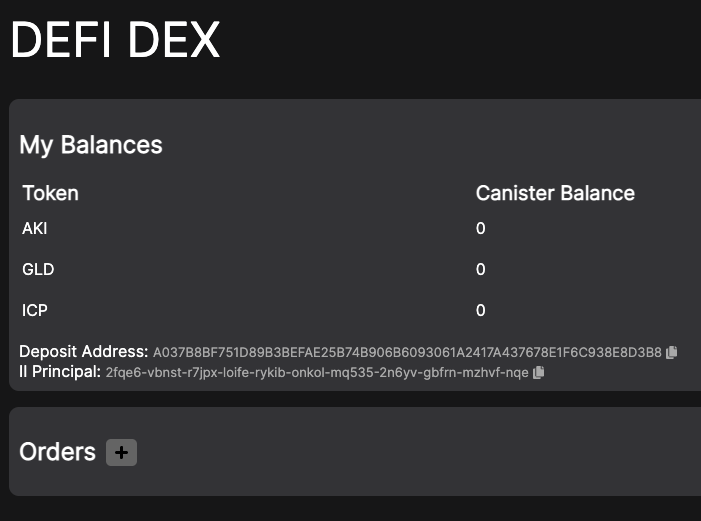 DEFI DEX
My Balances
Token Canister Balance
AKI 0
GLD 0
ICP 0
Deposit Address: A037B8BF751D89B3BEFAE25B74B906B6093061A2417A437678E1F6C938E8D3B8
II Principal: 2fqe6-vbnst-r7jpx-loife-rykib-onkol-mq535-2n6yv-gbfrn-mzhvf-nqe
Orders +